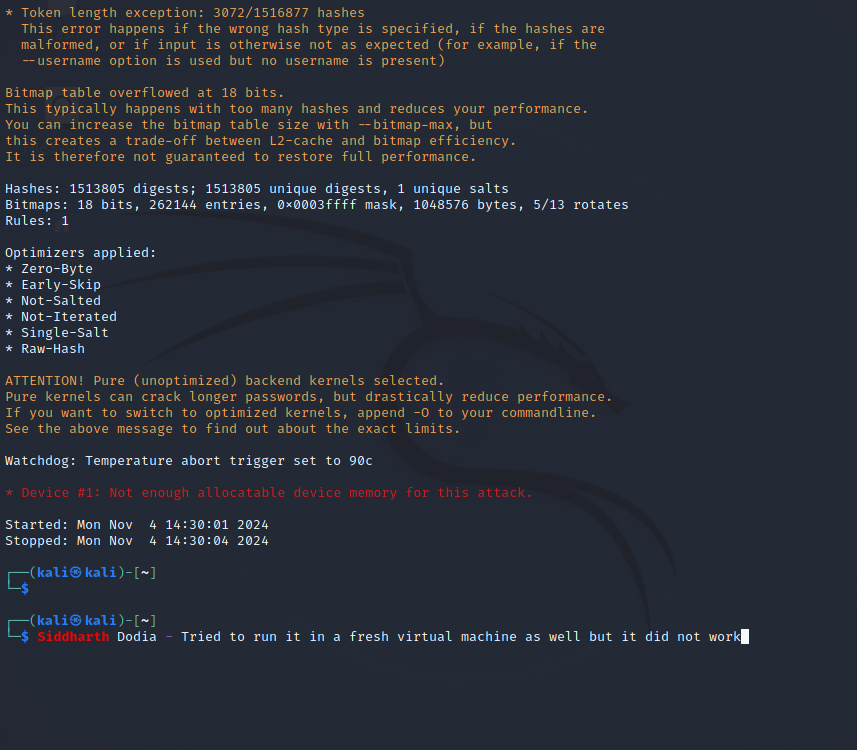 * Token length exception: 3072/1516877 hashes
  This error happens if the wrong hash type is specified, if the hashes are
  malformed, or if input is otherwise not as expected (for example, if the
  --username option is used but no username is present)

Bitmap table overflowed at 18 bits.
This typically happens with too many hashes and reduces your performance.
You can increase the bitmap table size with --bitmap-max, but
this creates a trade-off between L2-cache and bitmap efficiency.
It is therefore not guaranteed to restore full performance.

Hashes: 1513805 digests; 1513805 unique digests, 1 unique salts
Bitmaps: 18 bits, 262144 entries, 0×0003ffff mask, 1048576 bytes, 5/13 rotates
Rules: 1

Optimizers applied:
* Zero-Byte
* Early-Skip
* Not-Salted
* Not-Iterated
* Single-Salt
* Raw-Hash

ATTENTION! Pure (unoptimized) backend kernels selected.
Pure kernels can crack longer passwords, but drastically reduce performance.
If you want to switch to optimized kernels, append -O to your commandline.
See the above message to find out about the exact limits.

Watchdog: Temperature abort trigger set to 90c

* Device #1: Not enough allocatable device memory for this attack.

Started: Mon Nov  4 14:30:01 2024
Stopped: Mon Nov  4 14:30:04 2024

┌──(kali㉿kali)-[~]
└─$

┌──(kali㉿kali)-[~]
└─$ Siddharth Dodia - Tried to run it in a fresh virtual machine as well but it did not work